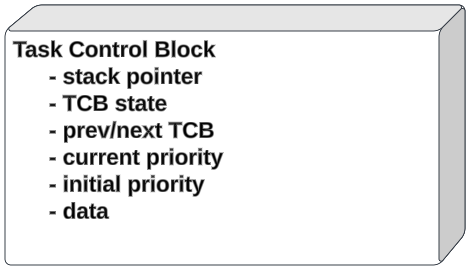 Task Control Block
- stack pointer
- TCB state
- prev/next TCB
- current priority
- initial priority
- data